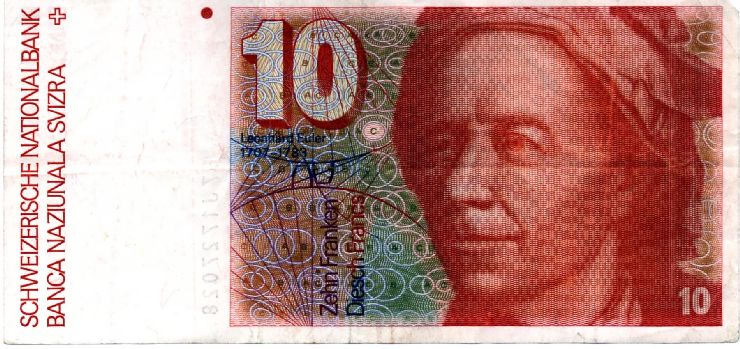 SCHWEIZERISCHE NATIONALBANK
BANCA NAZIUNALA SVIZRA
10
Leonhard Euler
1707-1783
Zehn Franken
Diesch Francs
10